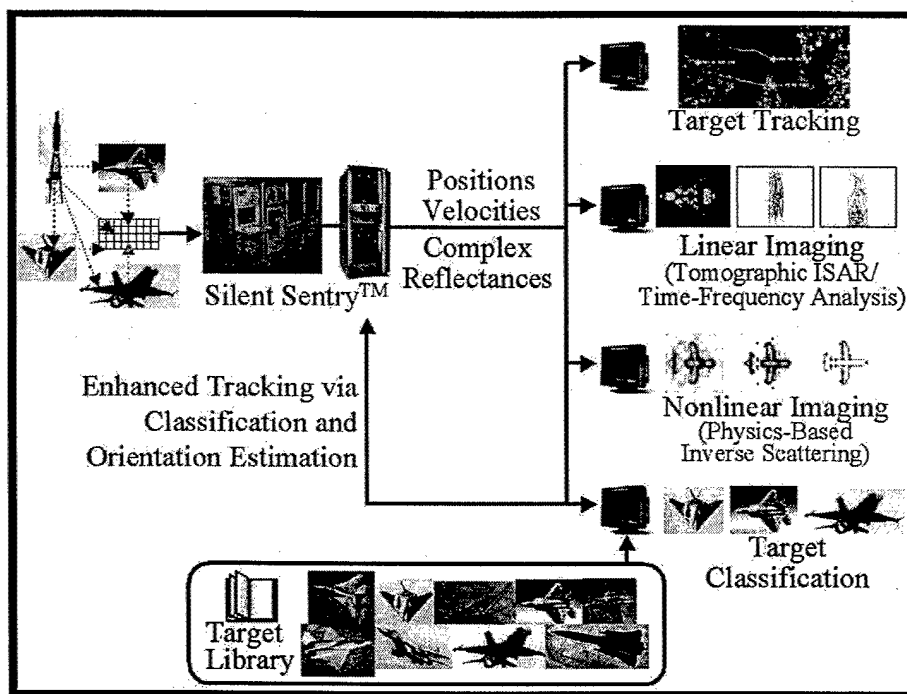 Target Tracking
Positions
Velocities
Complex
Reflectances
Silent Sentry™
Linear Imaging
(Tomographic ISAR/
Time-Frequency Analysis)
Enhanced Tracking via
Classification and
Orientation Estimation
Nonlinear Imaging
(Physics-Based
Inverse Scattering)
Target
Classification
Target
Library